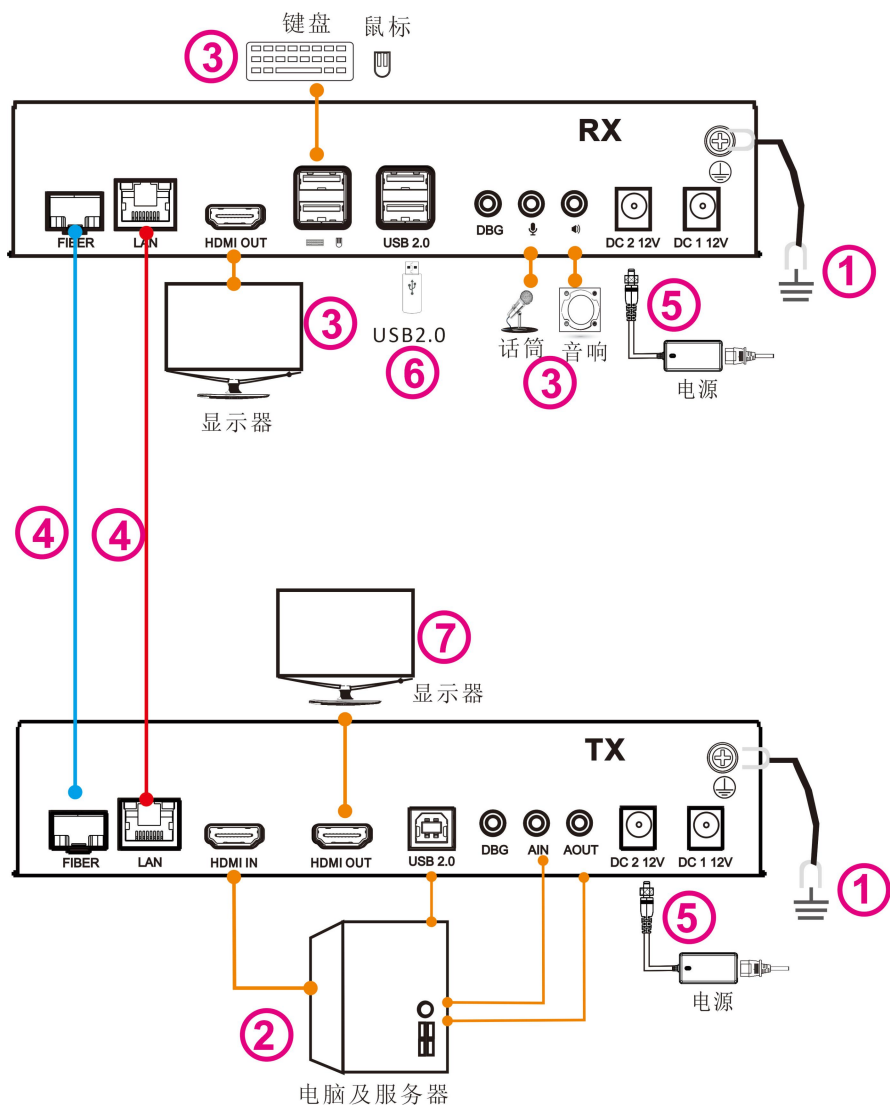 键盘 鼠标
③
RX
FIBER LAN HDMI OUT USB 2.0 DBG DC 2 12V DC 1 12V
①
③
USB2.0
⑥
话筒 音响
③
⑤
电源
显示器
④ ④
⑦
显示器
TX
FIBER LAN HDMI IN HDMI OUT USB 2.0 DBG AIN AOUT DC 2 12V DC 1 12V
①
⑤
电源
②
电脑及服务器